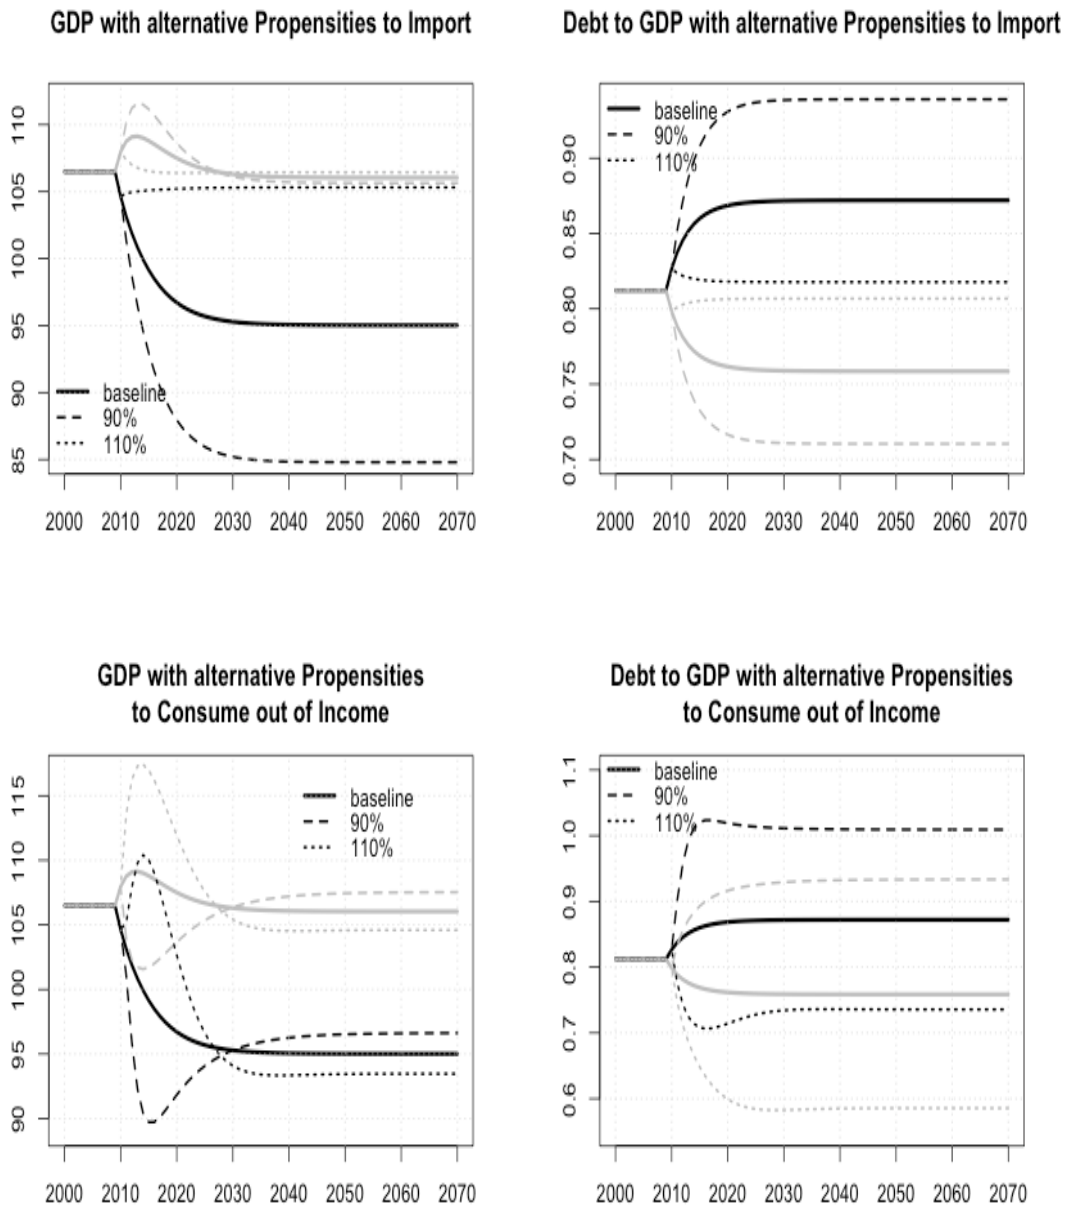 GDP with alternative Propensities to Import
110
105
100
95
90
85
baseline
90%
110%
2000 2010 2020 2030 2040 2050 2060 2070
Debt to GDP with alternative Propensities to Import
0.90
0.85
0.80
0.75
0.70
baseline
90%
110%
2000 2010 2020 2030 2040 2050 2060 2070
GDP with alternative Propensities
to Consume out of Income
115
110
105
100
95
90
baseline
90%
110%
2000 2010 2020 2030 2040 2050 2060 2070
Debt to GDP with alternative Propensities
to Consume out of Income
1.1
1.0
0.9
0.8
0.7
0.6
baseline
90%
110%
2000 2010 2020 2030 2040 2050 2060 2070